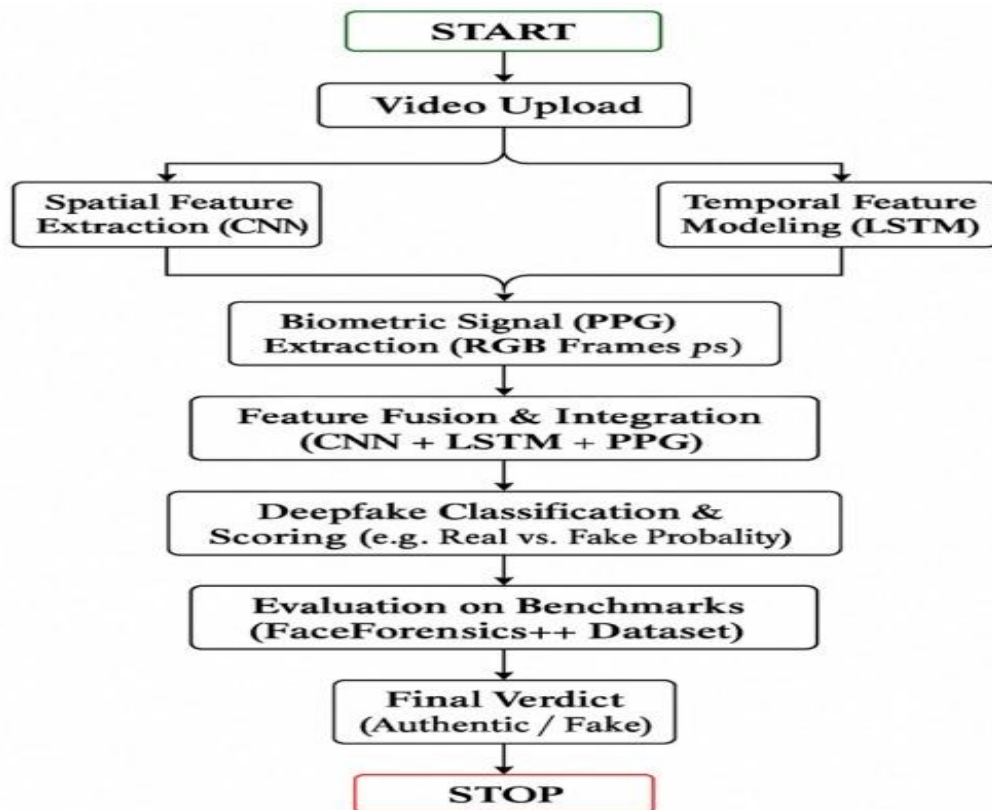 START
Video Upload
Spatial Feature
Extraction (CNN)
Temporal Feature
Modeling (LSTM)
Biometric Signal (PPG)
Extraction (RGB Frames ps)
Feature Fusion & Integration
(CNN + LSTM + PPG)
Deepfake Classification &
Scoring (e.g. Real vs. Fake Probality)
Evaluation on Benchmarks
(FaceForensics++ Dataset)
Final Verdict
(Authentic / Fake)
STOP